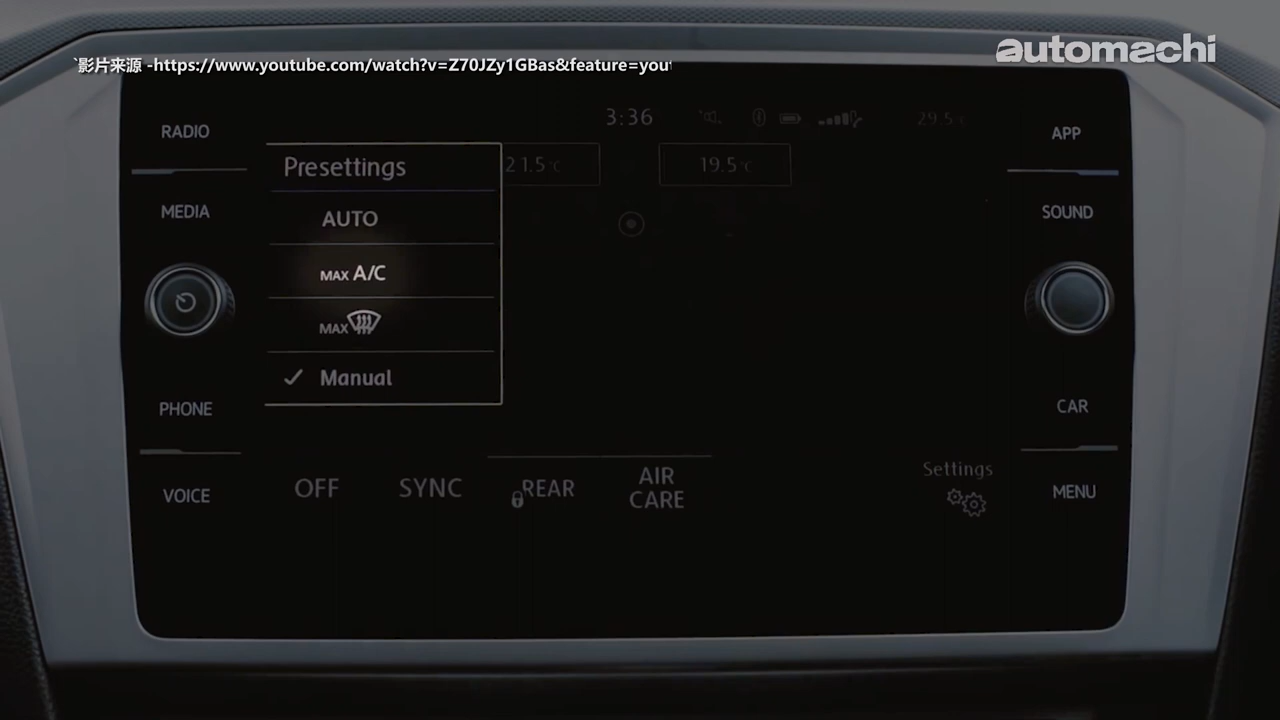 automachi
`影片来源 -https://www.youtube.com/watch?v=Z70JZy1GBas&feature=you
3:36
29.5
RADIO
APP
Presettings
21.5°C
19.5°C
MEDIA
AUTO
SOUND
MAX A/C
MAX
Manual
PHONE
CAR
OFF
SYNC
REAR
AIR
CARE
Settings
VOICE
MENU